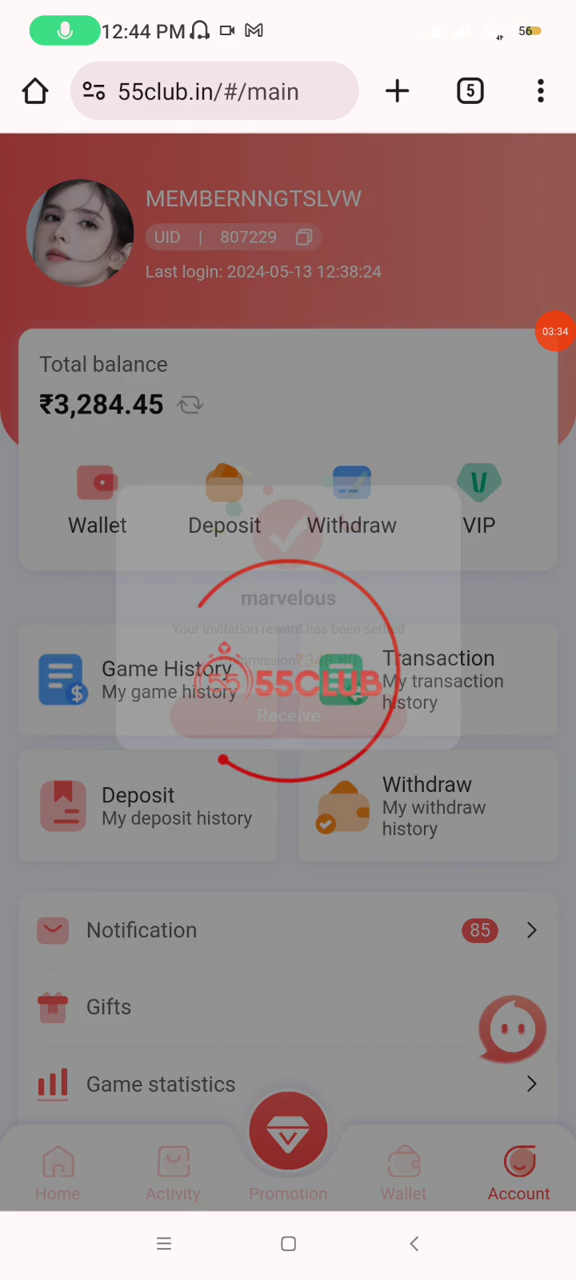 12:44 PM
56
55club.in/#/main
5
MEMBERNNGTSLVW
UID | 807229
Last login: 2024-05-13 12:38:24
03:34
Total balance
₹3,284.45
Wallet
Deposit
Withdraw
VIP
marvelous
Your invitation reward has been settled
Game History
My game history
55
55CLUB
Transaction
My transaction
history
Receive
Deposit
My deposit history
Withdraw
My withdraw
history
Notification
85
Gifts
Game statistics
Home
Activity
Promotion
Wallet
Account